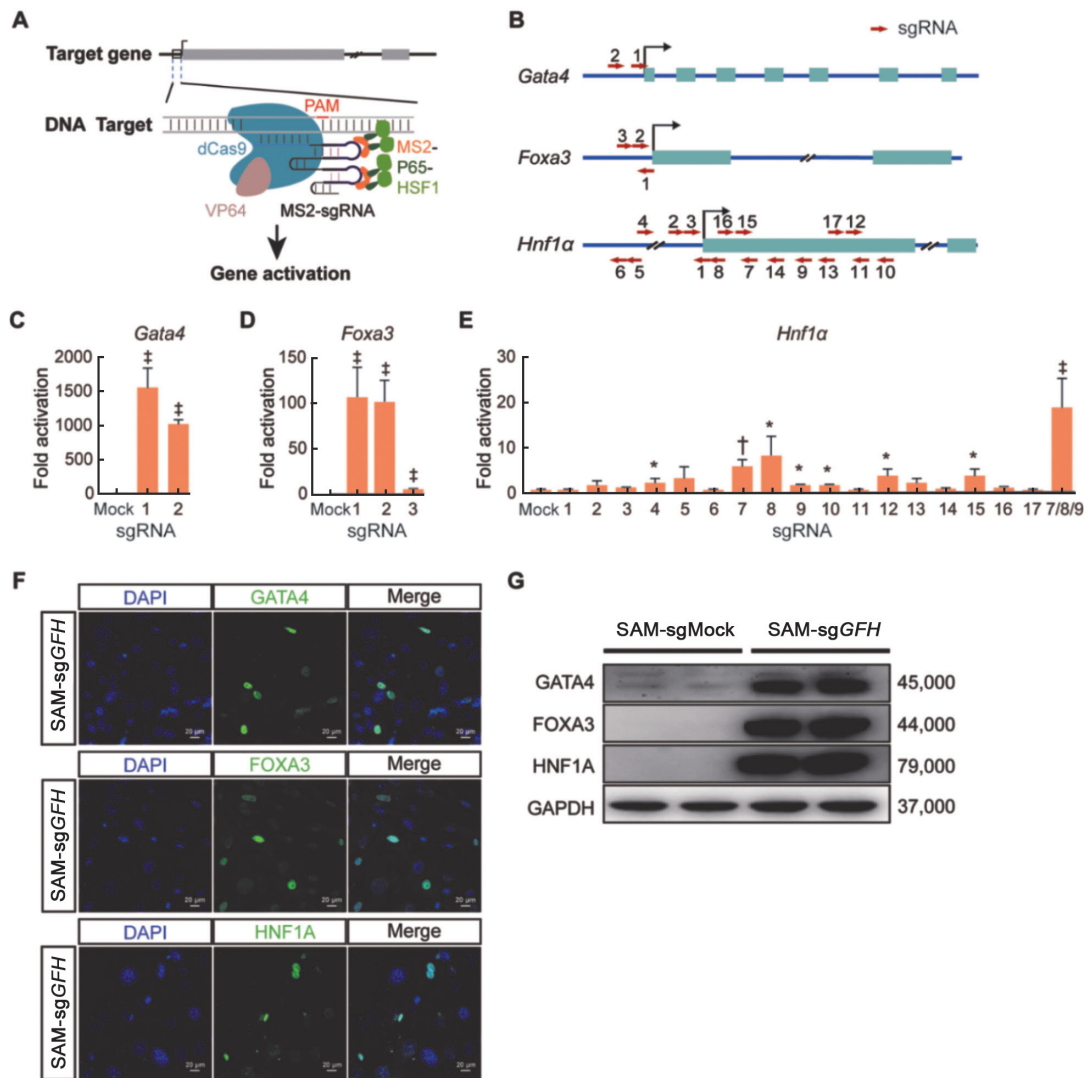 A
Target gene
PAM
DNA Target
dCas9
MS2-
P65-
HSF1
VP64
MS2-sgRNA
Gene activation
B
sgRNA
2 1
Gata4
3 2
Foxa3
1
4 2 3 16 15 17 12
Hnf1α
6 5 1 8 7 14 9 13 11 10
C
Gata4
Fold activation
2000
1500
1000
500
0
‡
‡
Mock 1 2
sgRNA
D
Foxa3
Fold activation
150
100
50
0
‡
‡
‡
Mock 1 2 3
sgRNA
E
Hnf1α
Fold activation
30
20
10
0
* † * * * * * ‡
Mock 1 2 3 4 5 6 7 8 9 10 11 12 13 14 15 16 17 7/8/9
sgRNA
F
DAPI GATA4 Merge
SAM-sgGFH
20 µm 20 µm 20 µm
DAPI FOXA3 Merge
SAM-sgGFH
20 µm 20 µm 20 µm
DAPI HNF1A Merge
SAM-sgGFH
20 µm 20 µm 20 µm
G
SAM-sgMock SAM-sgGFH
GATA4 45,000
FOXA3 44,000
HNF1A 79,000
GAPDH 37,000